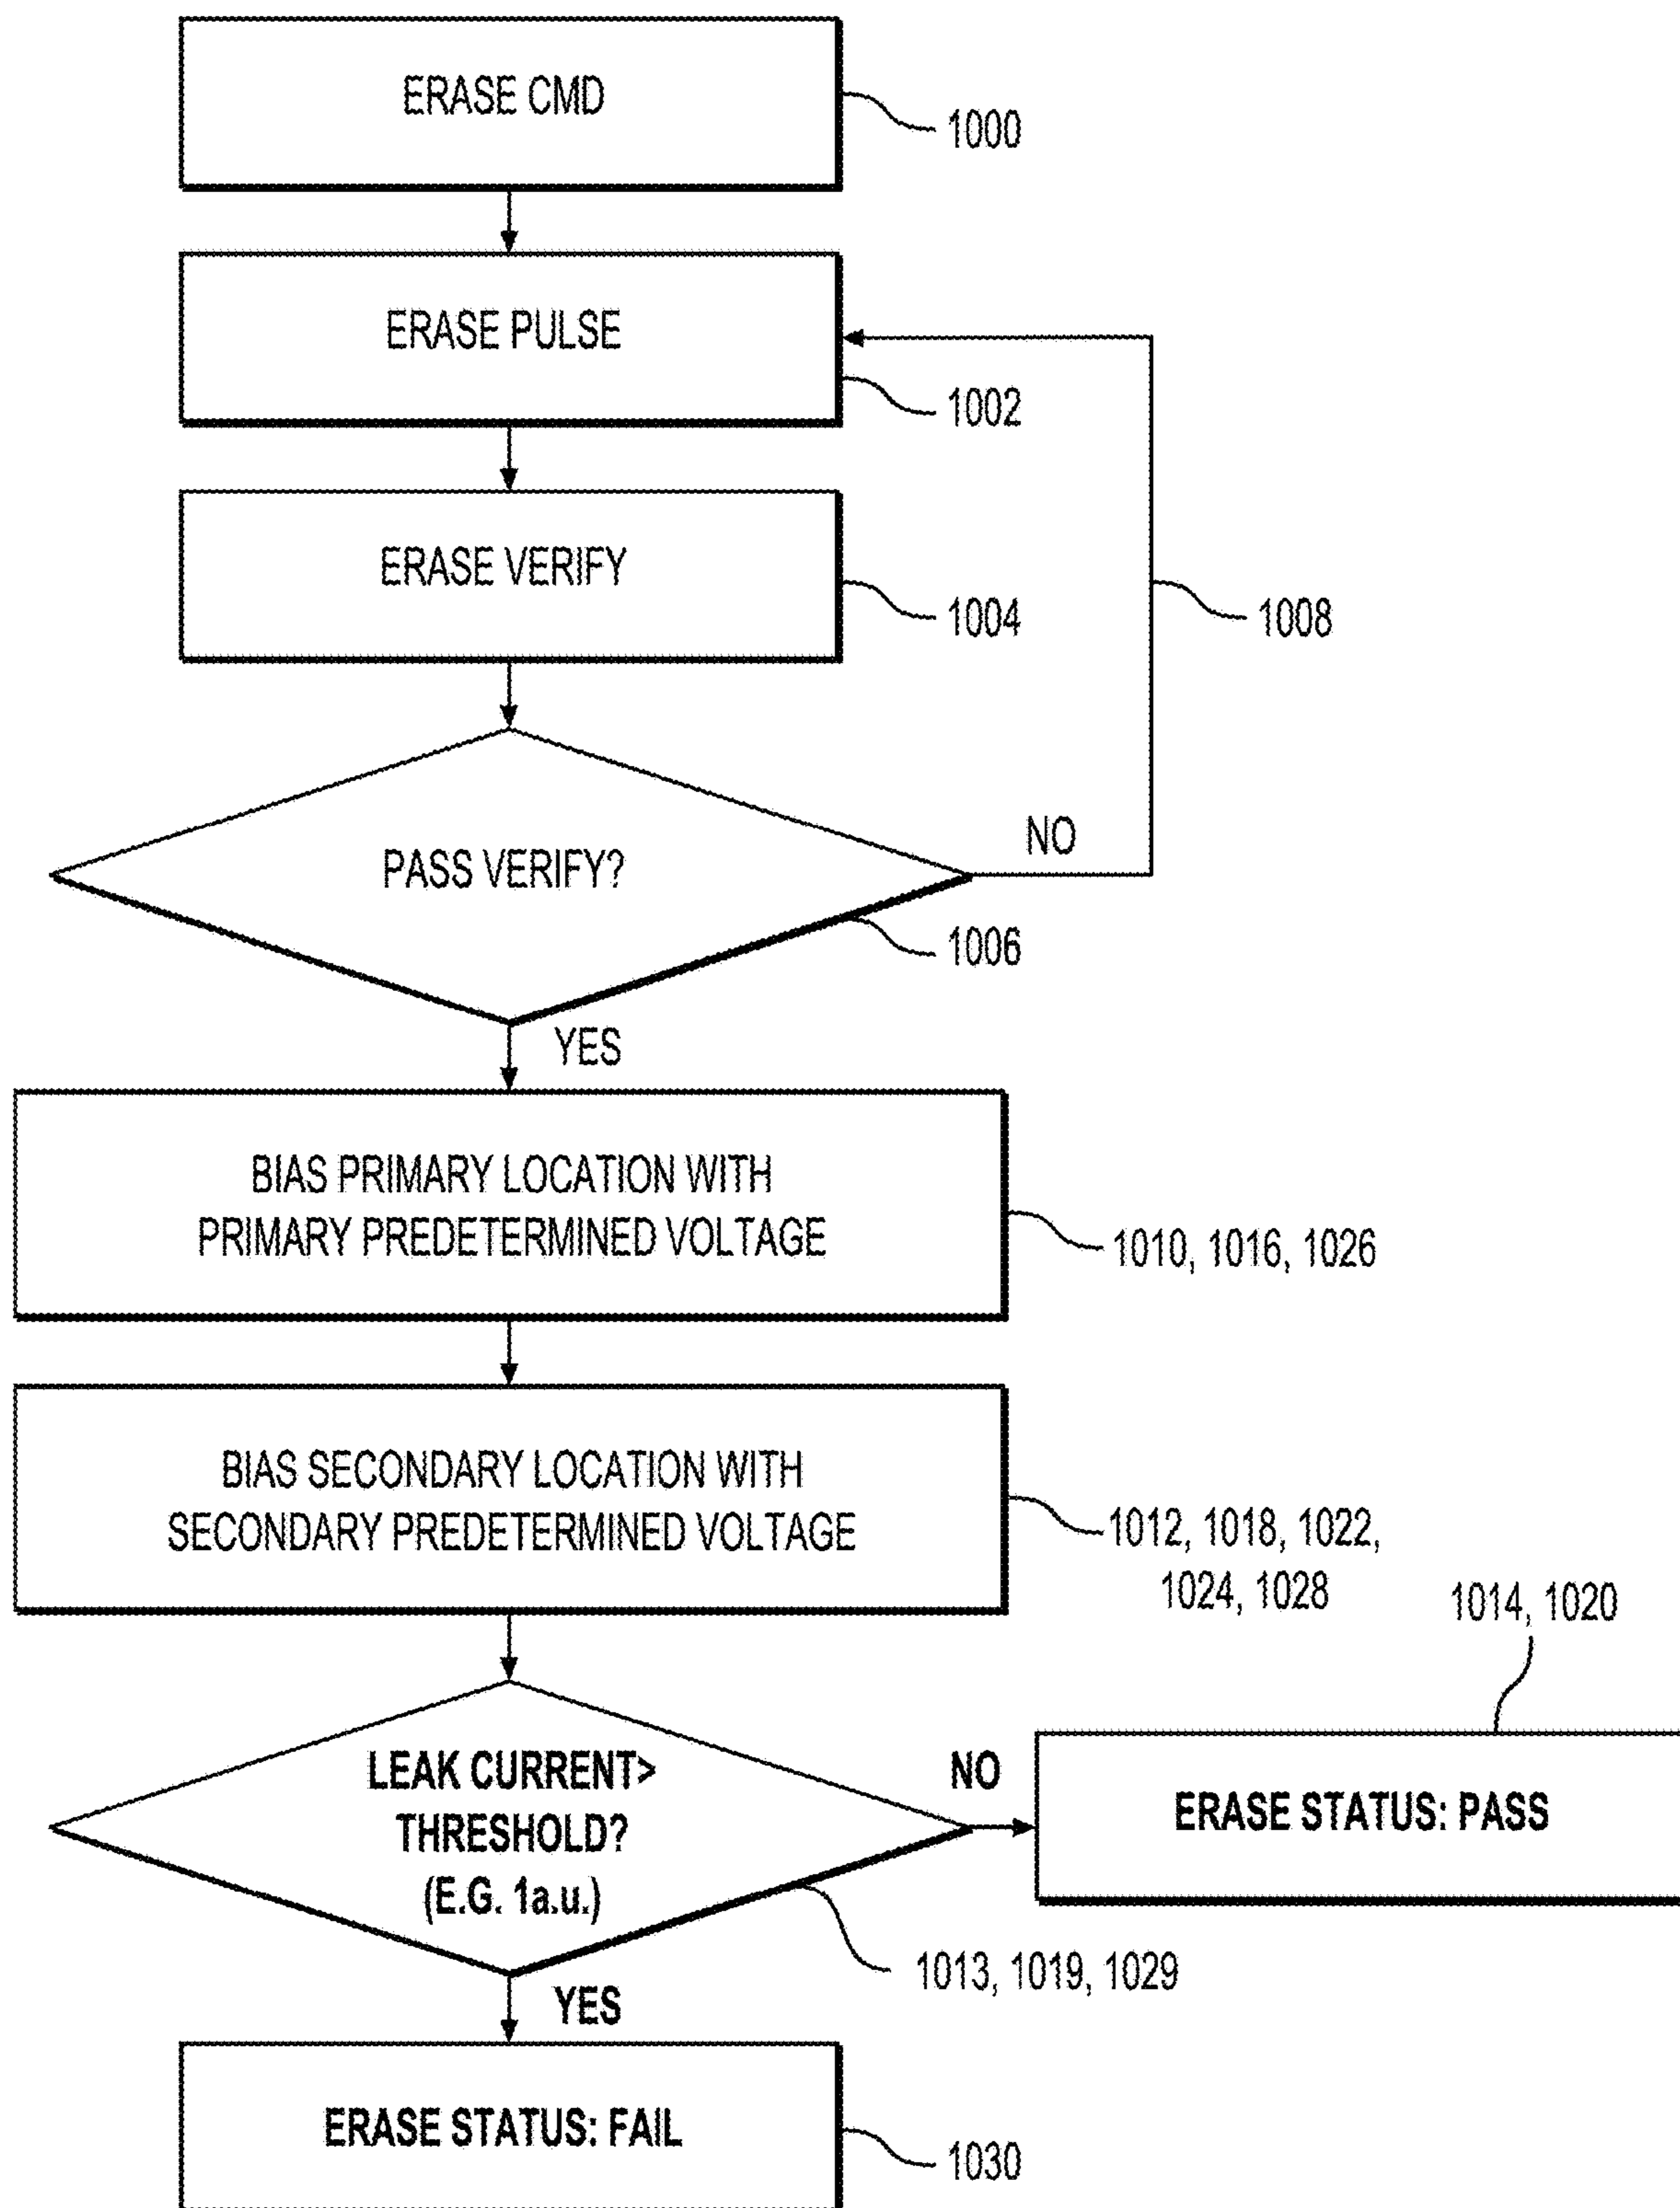 ERASE CMD
1000
ERASE PULSE
1002
ERASE VERIFY
1004
1008
PASS VERIFY?
NO
1006
YES
BIAS PRIMARY LOCATION WITH
PRIMARY PREDETERMINED VOLTAGE
1010, 1016, 1026
BIAS SECONDARY LOCATION WITH
SECONDARY PREDETERMINED VOLTAGE
1012, 1018, 1022,
1024, 1028
1014, 1020
LEAK CURRENT>
THRESHOLD?
(E.G. 1a.u.)
NO
ERASE STATUS: PASS
1013, 1019, 1029
YES
ERASE STATUS: FAIL
1030